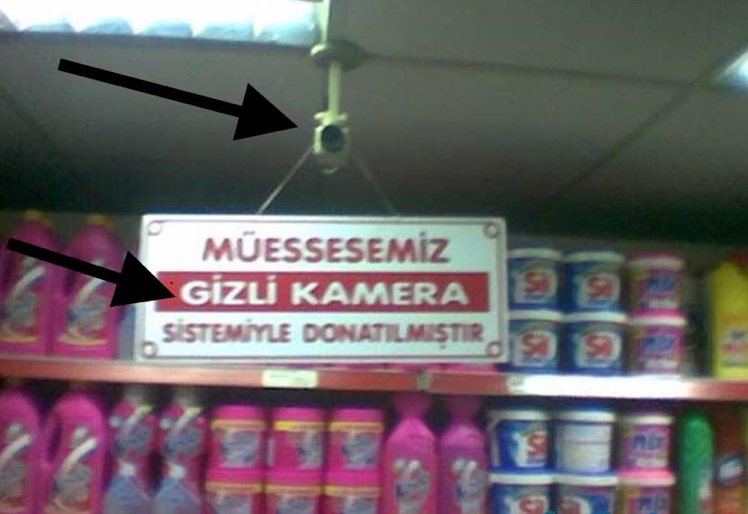 MÜESSESEMİZ
GİZLİ KAMERA
SİSTEMİYLE DONATILMIŞTIR